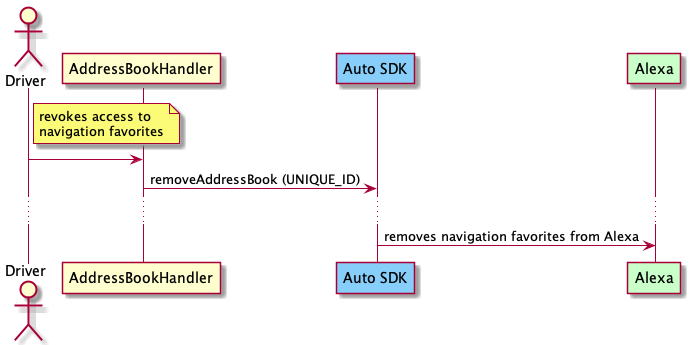 Driver
AddressBookHandler
Auto SDK
Alexa
revokes access to
navigation favorites
removeAddressBook (UNIQUE_ID)
removes navigation favorites from Alexa
Driver
AddressBookHandler
Auto SDK
Alexa